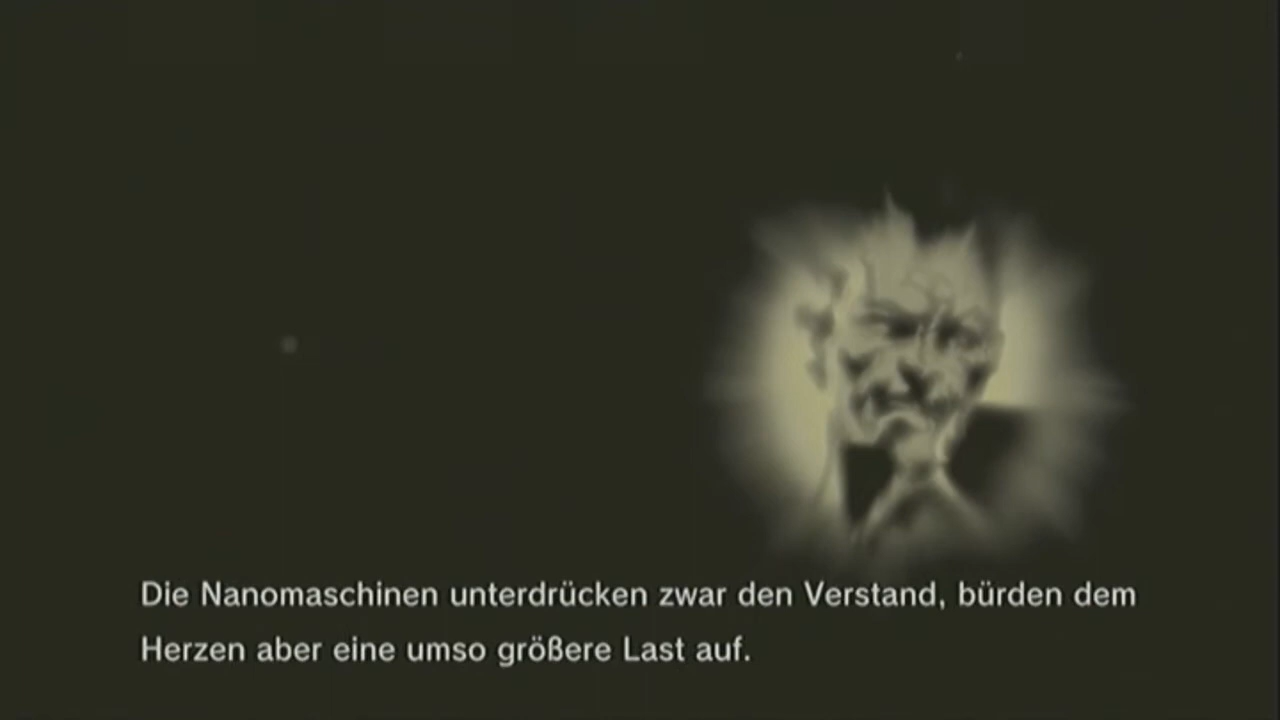 Die Nanomaschinen unterdrücken zwar den Verstand, bürden dem
Herzen aber eine umso größere Last auf.